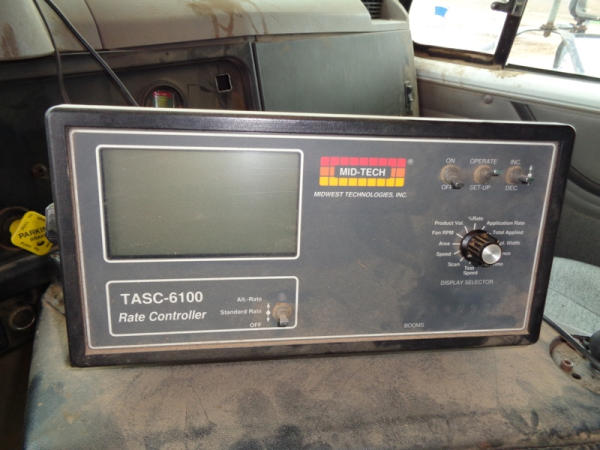 MID-TECH
®
MIDWEST TECHNOLOGIES, INC.
ON
OFF
OPERATE
SET-UP
INC.
DEC.
%Rate
Product Vol.
Application Rate
Fan RPM
Total Applied
Area
Width
Speed
Scan
Test
Speed
DISPLAY SELECTOR
TASC-6100
Rate Controller
Alt.-Rate
Standard Rate
OFF
BOOMS
PARKING